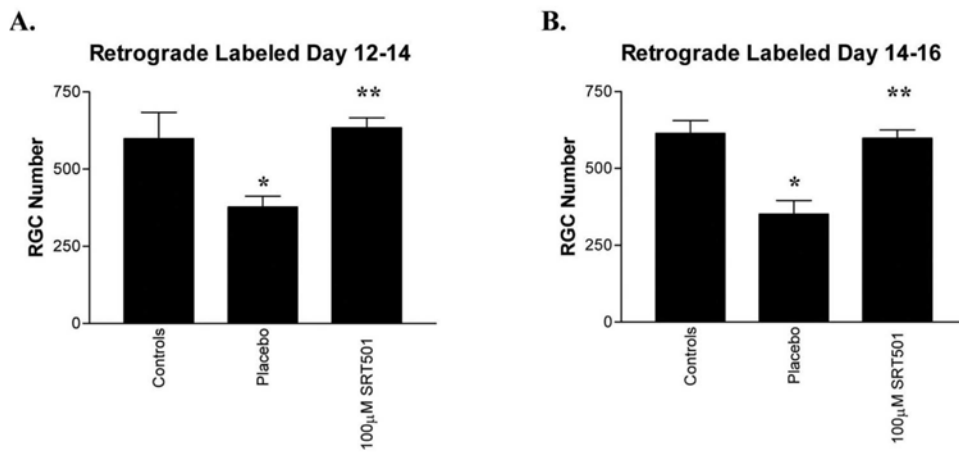 A.
Retrograde Labeled Day 12-14
RGC Number
750
500
250
0
*
**
Controls
Placebo
100µM SRT501
B.
Retrograde Labeled Day 14-16
RGC Number
750
500
250
0
*
**
Controls
Placebo
100µM SRT501